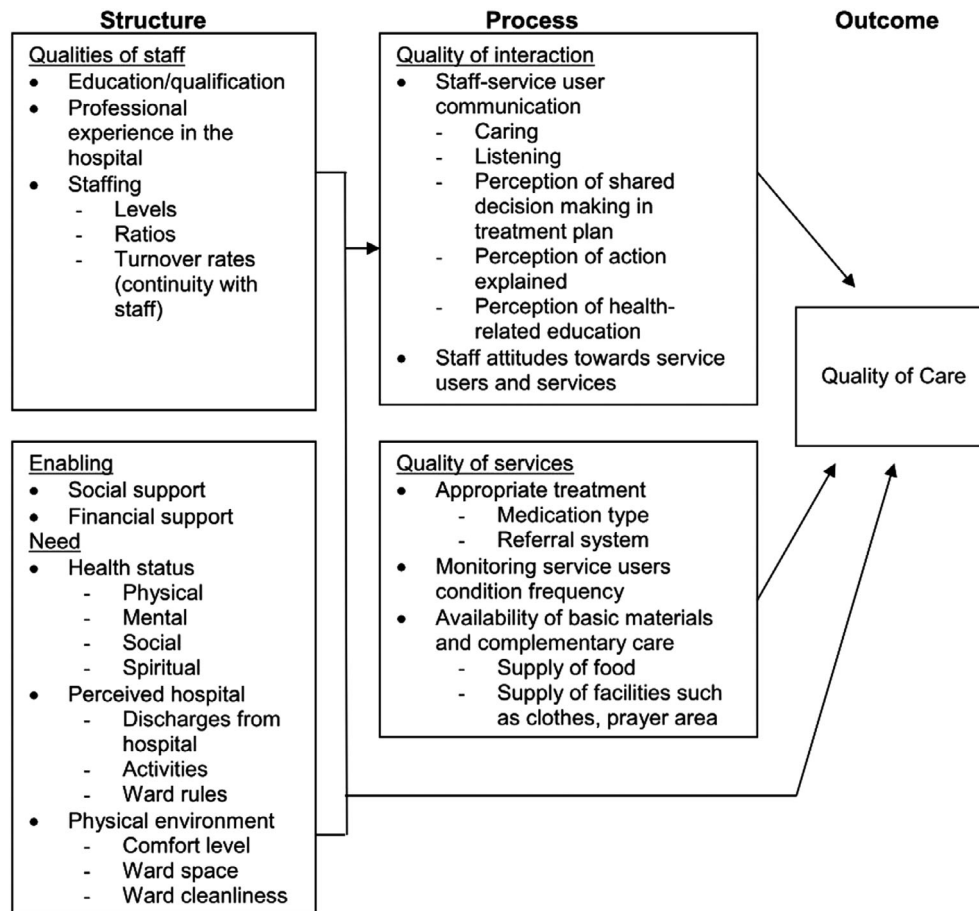 Structure
Process
Outcome
Qualities of staff
• Education/qualification
• Professional
experience in the
hospital
• Staffing
- Levels
- Ratios
- Turnover rates
(continuity with
staff)
Enabling
• Social support
• Financial support
Need
• Health status
- Physical
- Mental
- Social
- Spiritual
• Perceived hospital
- Discharges from
hospital
- Activities
- Ward rules
• Physical environment
- Comfort level
- Ward space
- Ward cleanliness
Quality of interaction
• Staff-service user
communication
- Caring
- Listening
- Perception of shared
decision making in
treatment plan
- Perception of action
explained
- Perception of health-
related education
• Staff attitudes towards service
users and services
Quality of services
• Appropriate treatment
- Medication type
- Referral system
• Monitoring service users
condition frequency
• Availability of basic materials
and complementary care
- Supply of food
- Supply of facilities such
as clothes, prayer area
Quality of Care